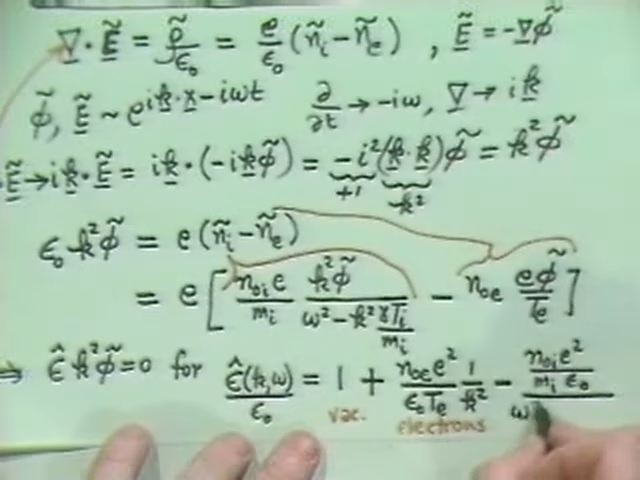 ∇·Ẽ = ρ̃/ε₀ = e/ε₀ (ñᵢ − ñₑ) , Ẽ = −∇φ̃
φ̃, Ẽ ~ e^{ik·x−iωt} ∂/∂t → −iω, ∇ → ik
Ẽ → ik·Ẽ = ik·(−ikφ̃) = −i²(k·k)φ̃ = k²φ̃
+1 k²
ε₀k²φ̃ = e(ñᵢ − ñₑ)
= e[ n₀ᵢe/mᵢ k²φ̃/(ω² − k² γTᵢ/mᵢ) − n₀ₑ eφ̃/Tₑ ]
⇒ ε̂k²φ̃=0 for ε̂(k,ω)/ε₀ = 1 + n₀ₑe²/(ε₀Tₑ) 1/k² − (n₀ᵢe²/(mᵢε₀))/ω
vac. electrons